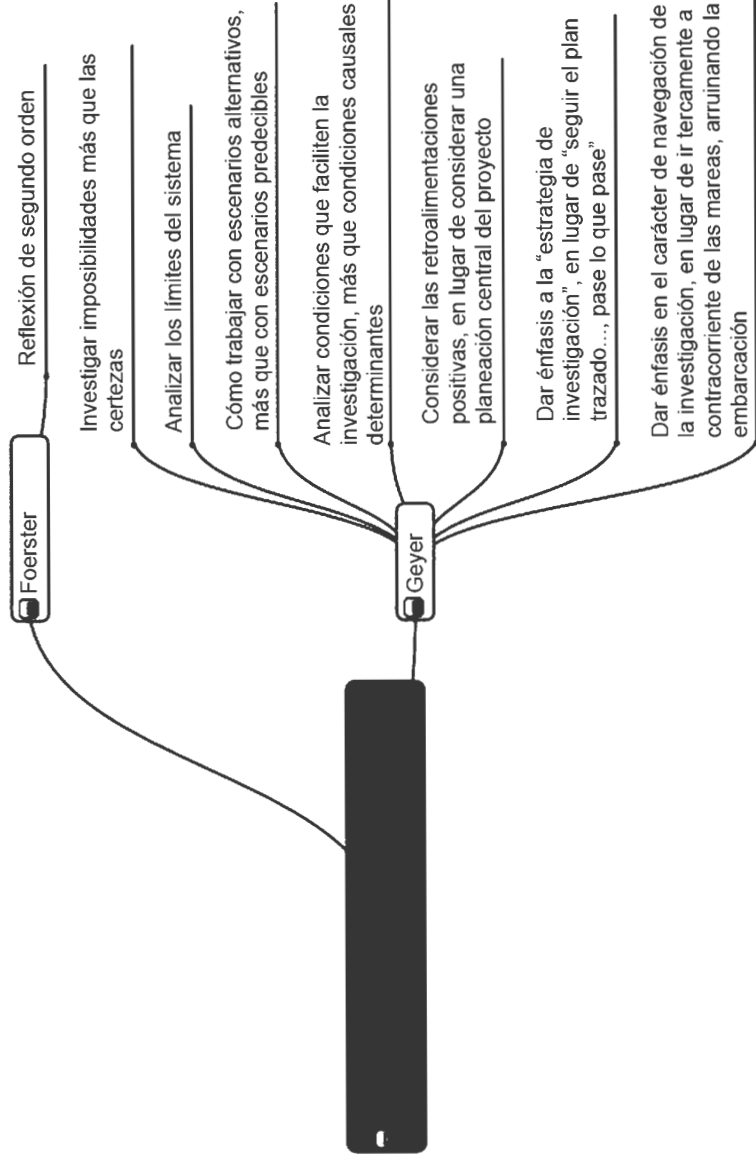 Foerster
Reflexión de segundo orden
Geyer
Investigar imposibilidades más que las
certezas
Analizar los límites del sistema
Cómo trabajar con escenarios alternativos,
más que con escenarios predecibles
Analizar condiciones que faciliten la
investigación, más que condiciones causales
determinantes
Considerar las retroalimentaciones
positivas, en lugar de considerar una
planeación central del proyecto
Dar énfasis a la “estrategia de
investigación”, en lugar de “seguir el plan
trazado…, pase lo que pase”
Dar énfasis en el carácter de navegación de
la investigación, en lugar de ir tercamente a
contracorriente de las mareas, arruinando la
embarcación